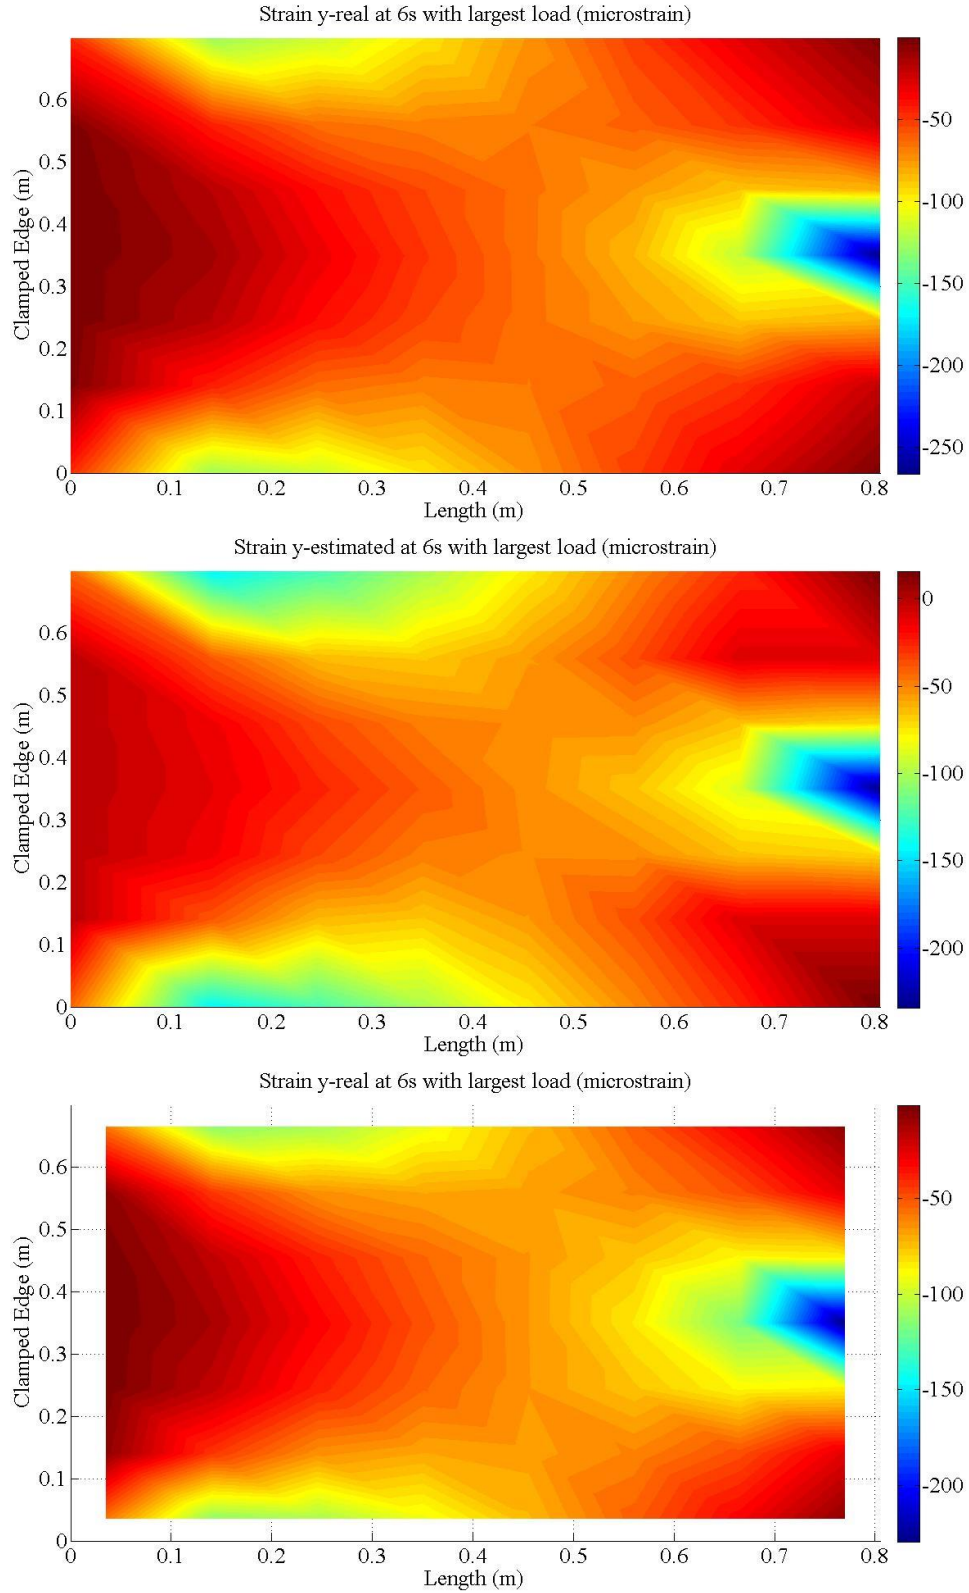 Strain y-real at 6s with largest load (microstrain)
Clamped Edge (m)
0.6
0.5
0.4
0.3
0.2
0.1
0
0 0.1 0.2 0.3 0.4 0.5 0.6 0.7 0.8
Length (m)
-50
-100
-150
-200
-250
Strain y-estimated at 6s with largest load (microstrain)
Clamped Edge (m)
0.6
0.5
0.4
0.3
0.2
0.1
0
0 0.1 0.2 0.3 0.4 0.5 0.6 0.7 0.8
Length (m)
0
-50
-100
-150
-200
Strain y-real at 6s with largest load (microstrain)
Clamped Edge (m)
0.6
0.5
0.4
0.3
0.2
0.1
0
0 0.1 0.2 0.3 0.4 0.5 0.6 0.7 0.8
Length (m)
-50
-100
-150
-200